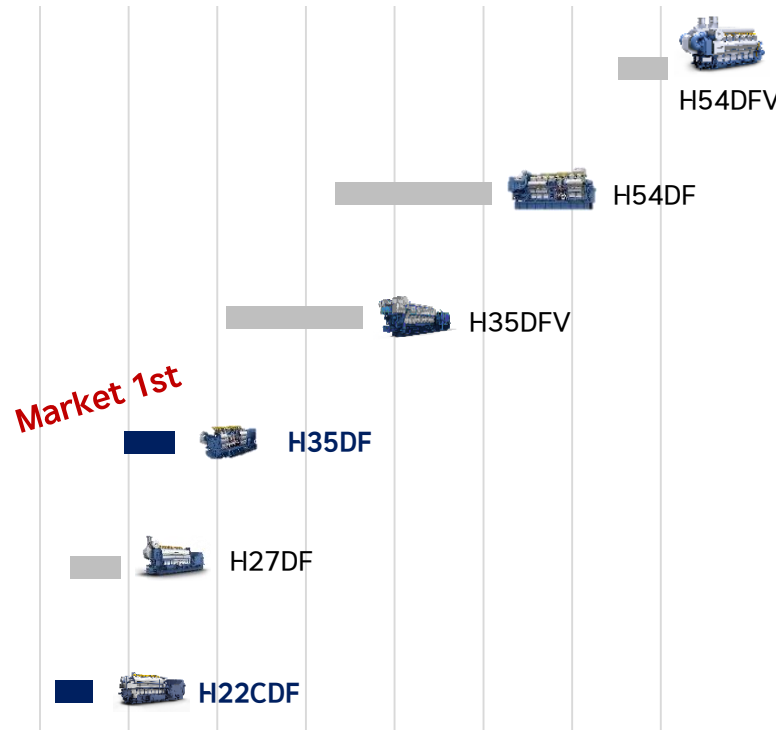 H54DFV
H54DF
H35DFV
Market 1st
H35DF
H27DF
H22CDF